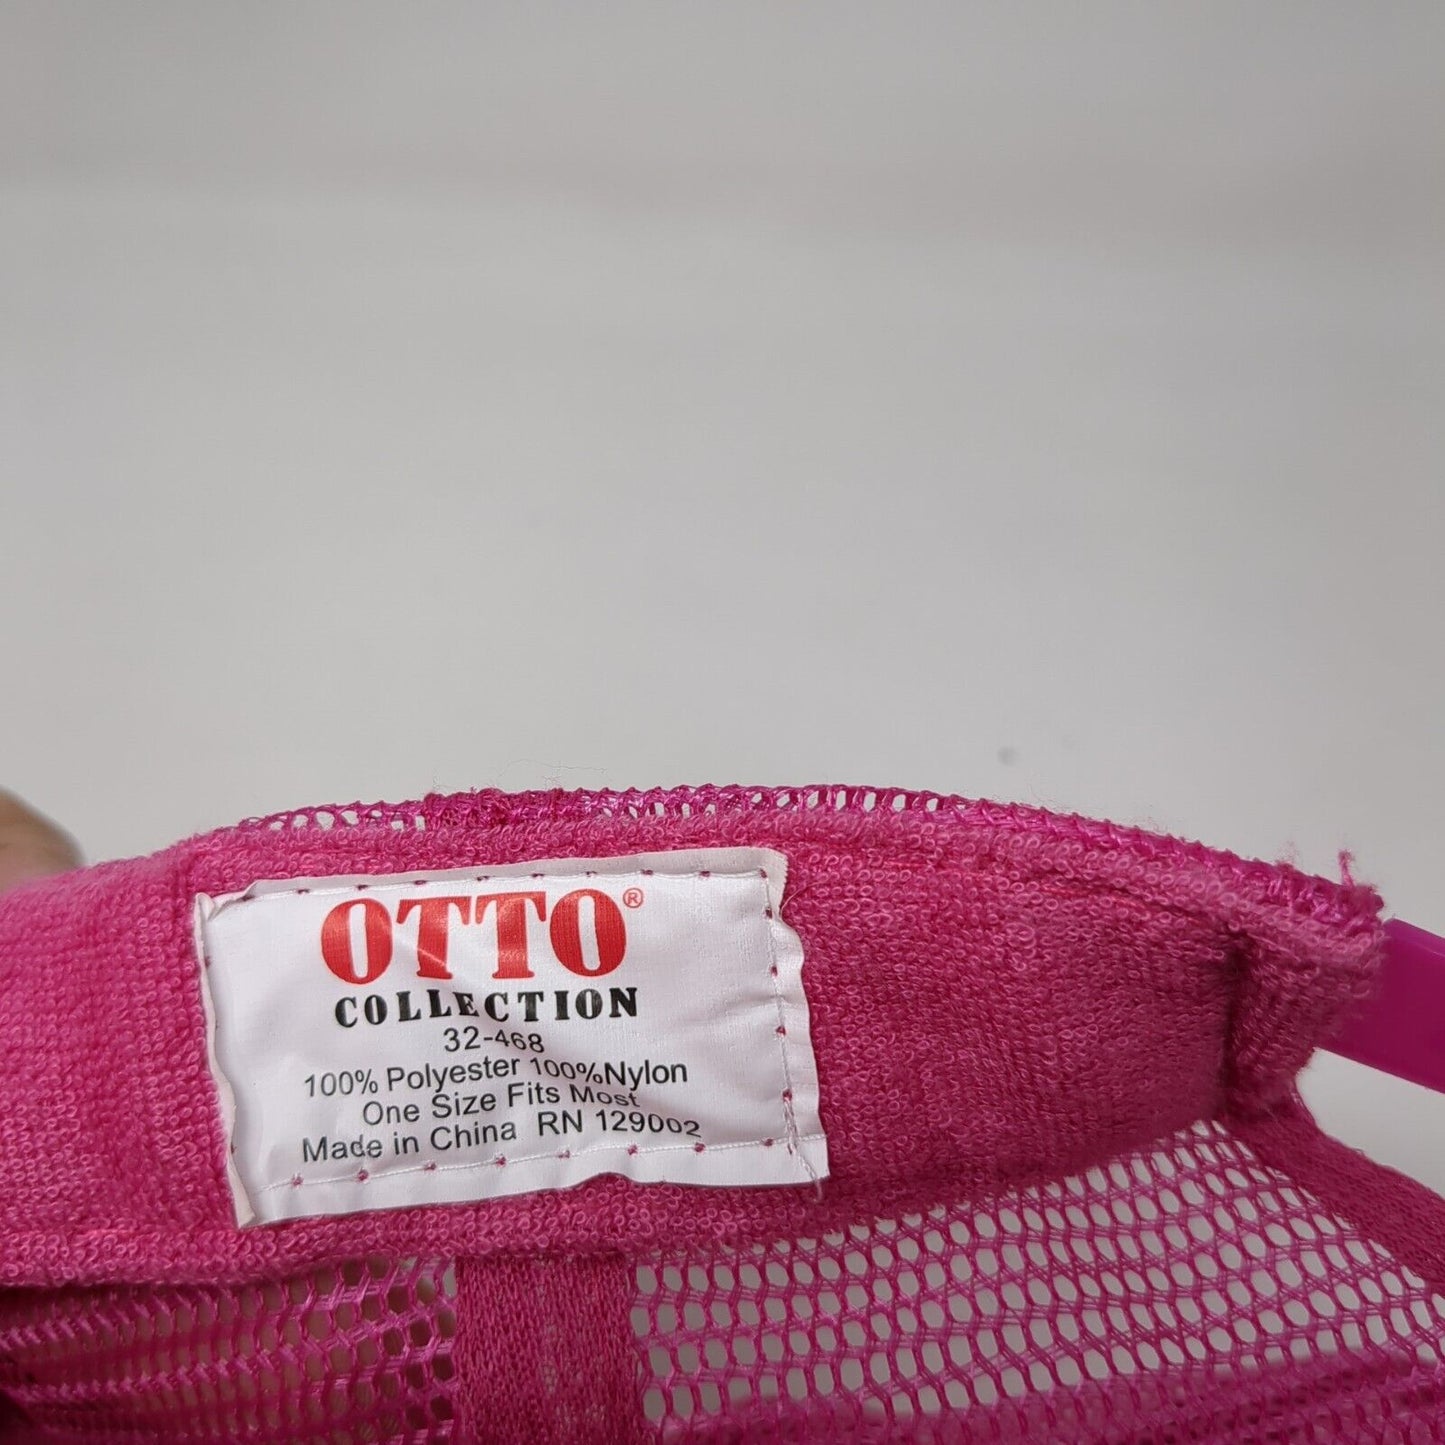 OTTO®
COLLECTION
32-468
100% Polyester 100%Nylon
One Size Fits Most
Made in China RN 129002